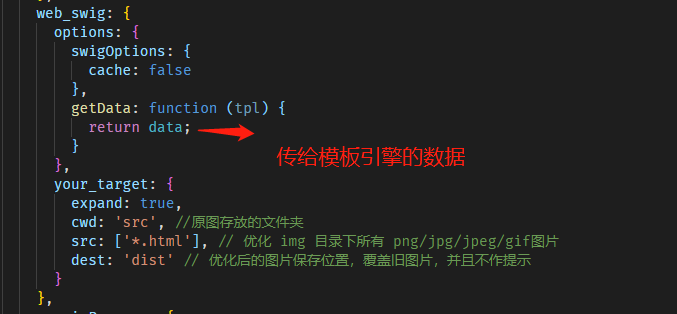 web_swig: {
options: {
swigOptions: {
cache: false
},
getData: function (tpl) {
return data;
传给模板引擎的数据
}
},
your_target: {
expand: true,
cwd: 'src', //原图存放的文件夹
src: ['*.html'], // 优化 img 目录下所有 png/jpg/jpeg/gif图片
dest: 'dist' // 优化后的图片保存位置，覆盖旧图片，并且不作提示
}
},